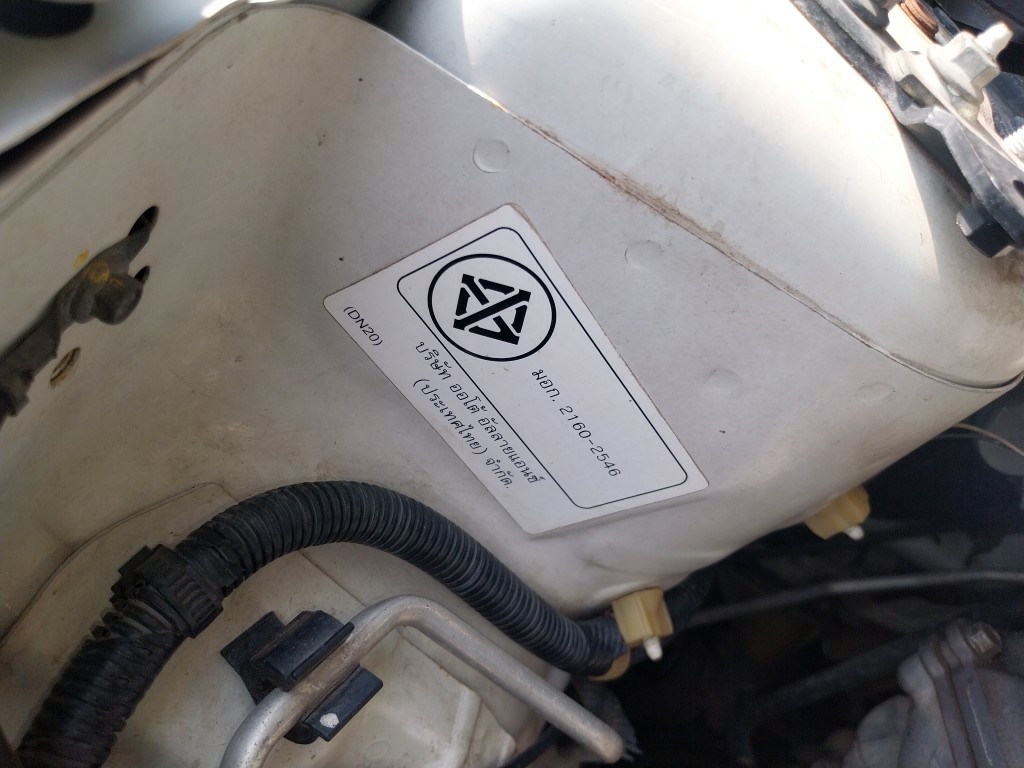 มอก. 2160-2546
บริษัท ออโต้ อัลลายแอนซ์
(ประเทศไทย) จำกัด.
(DN20)